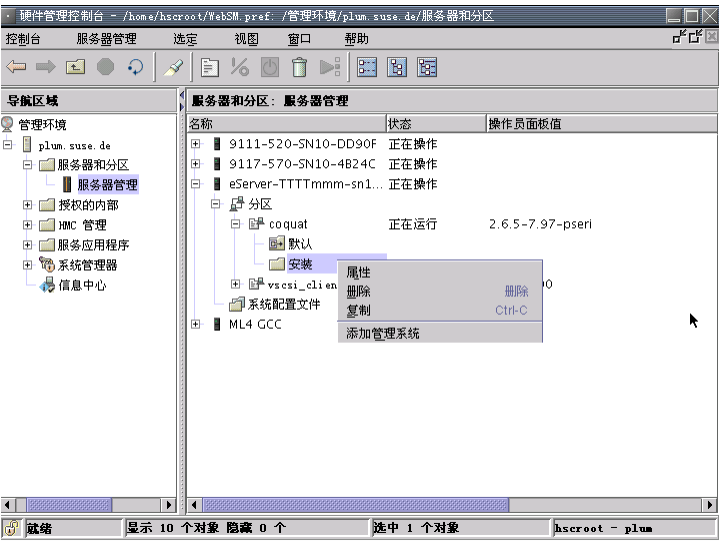 硬件管理控制台 - /home/hscroot/WebSM.pref: /管理环境/plum.suse.de/服务器和分区
控制台 服务器管理 选定 视图 窗口 帮助
导航区域
管理环境
plum.suse.de
服务器和分区
服务器管理
授权的内部
HMC 管理
服务应用程序
系统管理器
信息中心
服务器和分区: 服务器管理
名称 状态 操作员面板值
9111-520-SN10-DD90F 正在操作
9117-570-SN10-4B24C 正在操作
eServer-TTTTmmm-sn1... 正在操作
分区
coquat 正在运行 2.6.5-7.97-pseri
默认
安装
vscsi_clien
系统配置文件
ML4 GCC
属性
删除 删除
复制 Ctrl-C
添加管理系统
就绪 显示 10 个对象 隐藏 0 个 选中 1 个对象 hscroot - plum